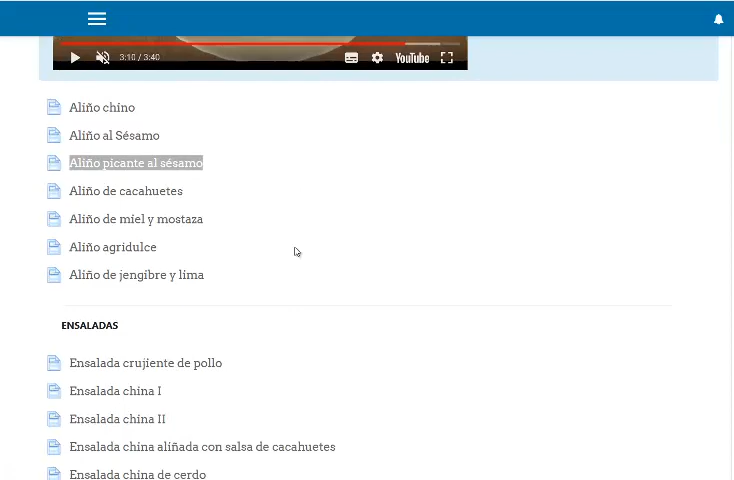 3:10 / 3:40
YouTube
Aliño chino
Aliño al Sésamo
Aliño picante al sésamo
Aliño de cacahuetes
Aliño de miel y mostaza
Aliño agridulce
Aliño de jengibre y lima
ENSALADAS
Ensalada crujiente de pollo
Ensalada china I
Ensalada china II
Ensalada china aliñada con salsa de cacahuetes
Ensalada china de cerdo